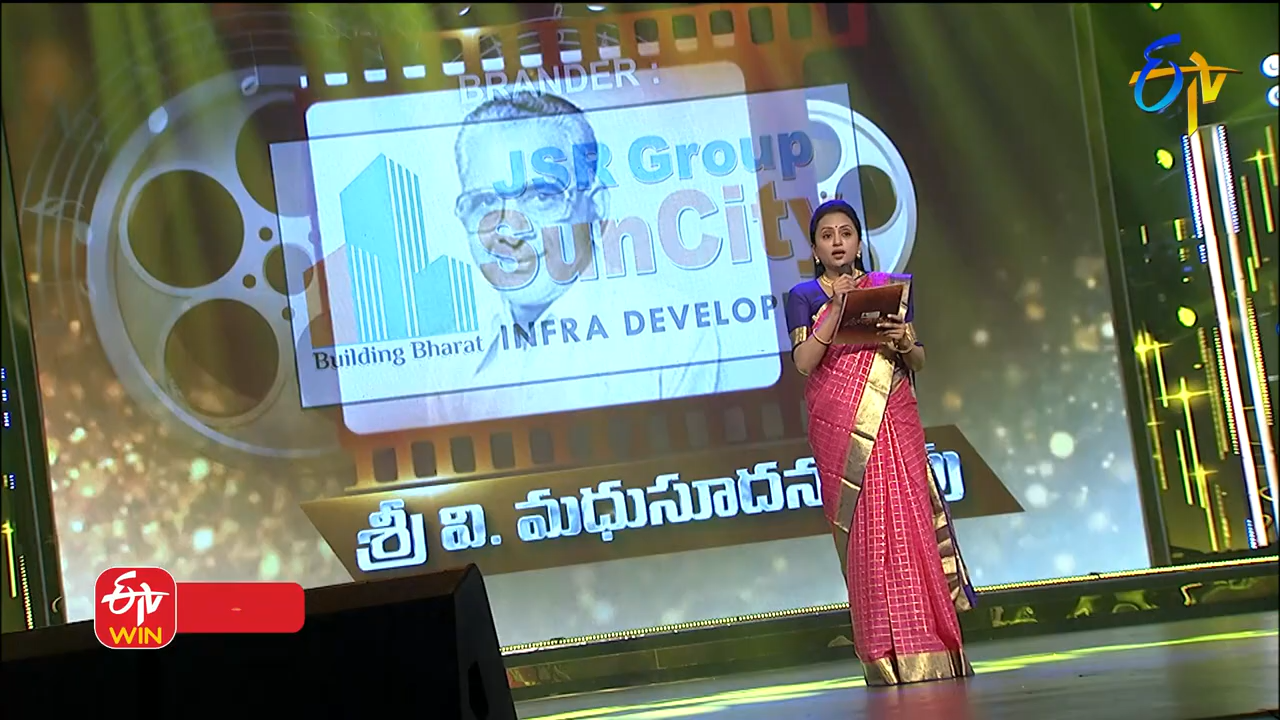 BRANDER :
JSR Group
SunCity
INFRA DEVELOP
Building Bharat
శ్రీ వి. మధుసూదన
ETV
ETV
WIN